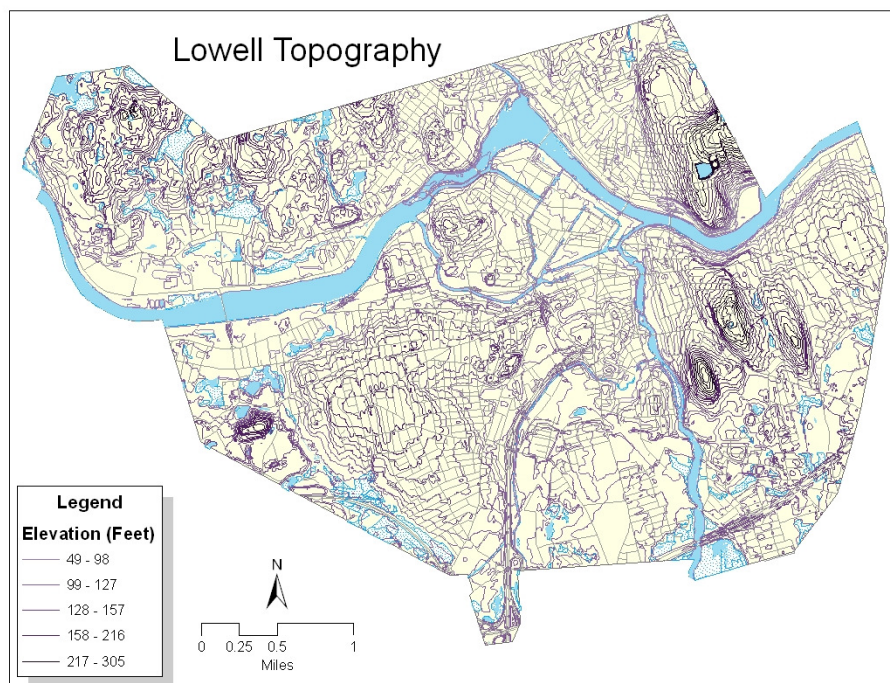 Lowell Topography
Legend
Elevation (Feet)
49 - 98
99 - 127
128 - 157
158 - 216
217 - 305
N
0 0.25 0.5 1
Miles